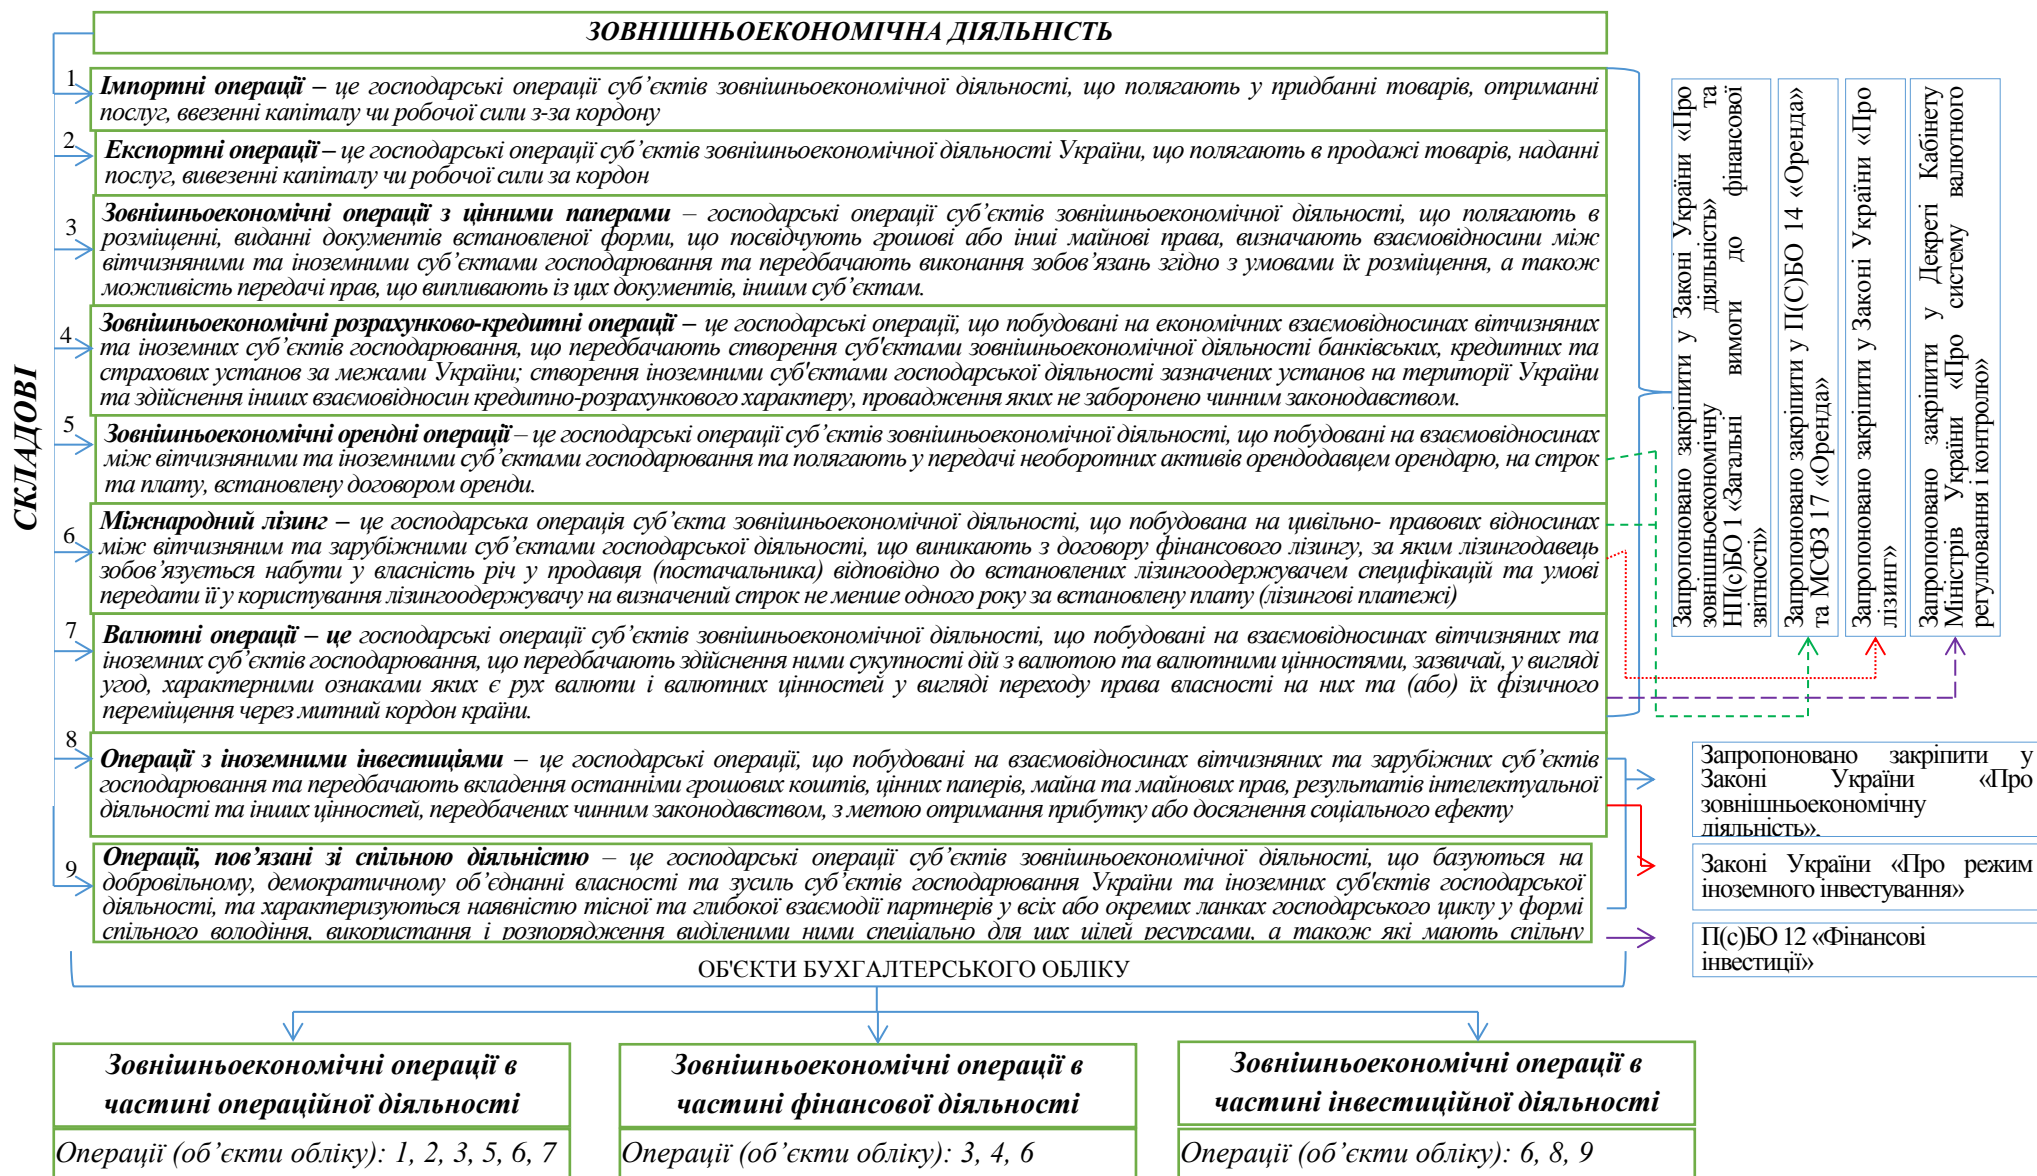 ЗОВНІШНЬОЕКОНОМІЧНА ДІЯЛЬНІСТЬ
СКЛАДОВІ
1
Імпортні операції – це господарські операції суб’єктів зовнішньоекономічної діяльності, що полягають у придбанні товарів, отриманні
послуг, ввезенні капіталу чи робочої сили з-за кордону
2
Експортні операції – це господарські операції суб’єктів зовнішньоекономічної діяльності України, що полягають в продажі товарів, наданні
послуг, вивезенні капіталу чи робочої сили за кордон
3
Зовнішньоекономічні операції з цінними паперами – господарські операції суб’єктів зовнішньоекономічної діяльності, що полягають в
розміщенні, виданні документів встановленої форми, що посвідчують грошові або інші майнові права, визначають взаємовідносини між
вітчизняними та іноземними суб’єктами господарювання та передбачають виконання зобов’язань згідно з умовами їх розміщення, а також
можливість передачі прав, що випливають із цих документів, іншим суб’єктам.
4
Зовнішньоекономічні розрахунково-кредитні операції – це господарські операції, що побудовані на економічних взаємовідносинах вітчизняних
та іноземних суб’єктів господарювання, що передбачають створення суб'єктами зовнішньоекономічної діяльності банківських, кредитних та
страхових установ за межами України; створення іноземними суб'єктами господарської діяльності зазначених установ на території України
та здійснення інших взаємовідносин кредитно-розрахункового характеру, провадження яких не заборонено чинним законодавством.
5
Зовнішньоекономічні орендні операції – це господарські операції суб’єктів зовнішньоекономічної діяльності, що побудовані на взаємовідносинах
між вітчизняними та іноземними суб’єктами господарювання та полягають у передачі необоротних активів орендодавцем орендарю, на строк
та плату, встановлену договором оренди.
6
Міжнародний лізинг – це господарська операція суб’єкта зовнішньоекономічної діяльності, що побудована на цивільно- правових відносинах
між вітчизняним та зарубіжними суб’єктами господарської діяльності, що виникають з договору фінансового лізингу, за яким лізингодавець
зобов’язується набути у власність річ у продавця (постачальника) відповідно до встановлених лізингоодержувачем специфікацій та умові
передати її у користування лізингоодержувачу на визначений строк не менше одного року за встановлену плату (лізингові платежі)
7
Валютні операції – це господарські операції суб’єктів зовнішньоекономічної діяльності, що побудовані на взаємовідносинах вітчизняних та
іноземних суб’єктів господарювання, що передбачають здійснення ними сукупності дій з валютою та валютними цінностями, зазвичай, у вигляді
угод, характерними ознаками яких є рух валюти і валютних цінностей у вигляді переходу права власності на них та (або) їх фізичного
переміщення через митний кордон країни.
8
Операції з іноземними інвестиціями – це господарські операції, що побудовані на взаємовідносинах вітчизняних та зарубіжних суб’єктів
господарювання та передбачають вкладення останніми грошових коштів, цінних паперів, майна та майнових прав, результатів інтелектуальної
діяльності та інших цінностей, передбачених чинним законодавством, з метою отримання прибутку або досягнення соціального ефекту
9
Операції, пов’язані зі спільною діяльністю – це господарські операції суб’єктів зовнішньоекономічної діяльності, що базуються на
добровільному, демократичному об’єднанні власності та зусиль суб’єктів господарювання України та іноземних суб'єктів господарської
діяльності, та характеризуються наявністю тісної та глибокої взаємодії партнерів у всіх або окремих ланках господарського циклу у формі
спільного володіння, використання і розпорядження виділеними ними спеціально для цих цілей ресурсами, а також які мають спільну
Запропоновано закріпити у Законі України «Про
зовнішньоекономічну діяльність» та
НП(с)БО 1 «Загальні вимоги до фінансової
звітності»
Запропоновано закріпити у П(С)БО 14 «Оренда»
та МСФЗ 17 «Оренда»
Запропоновано закріпити у Законі України «Про
лізинг»
Запропоновано закріпити у Декреті Кабінету
Міністрів України «Про систему валютного
регулювання і контролю»
Запропоновано закріпити у
Законі України «Про
зовнішньоекономічну
діяльність».
Законі України «Про режим
іноземного інвестування»
П(с)БО 12 «Фінансові
інвестиції»
ОБ'ЄКТИ БУХГАЛТЕРСЬКОГО ОБЛІКУ
Зовнішньоекономічні операції в
частині операційної діяльності
Операції (об’єкти обліку): 1, 2, 3, 5, 6, 7
Зовнішньоекономічні операції в
частині фінансової діяльності
Операції (об’єкти обліку): 3, 4, 6
Зовнішньоекономічні операції в
частині інвестиційної діяльності
Операції (об’єкти обліку): 6, 8, 9